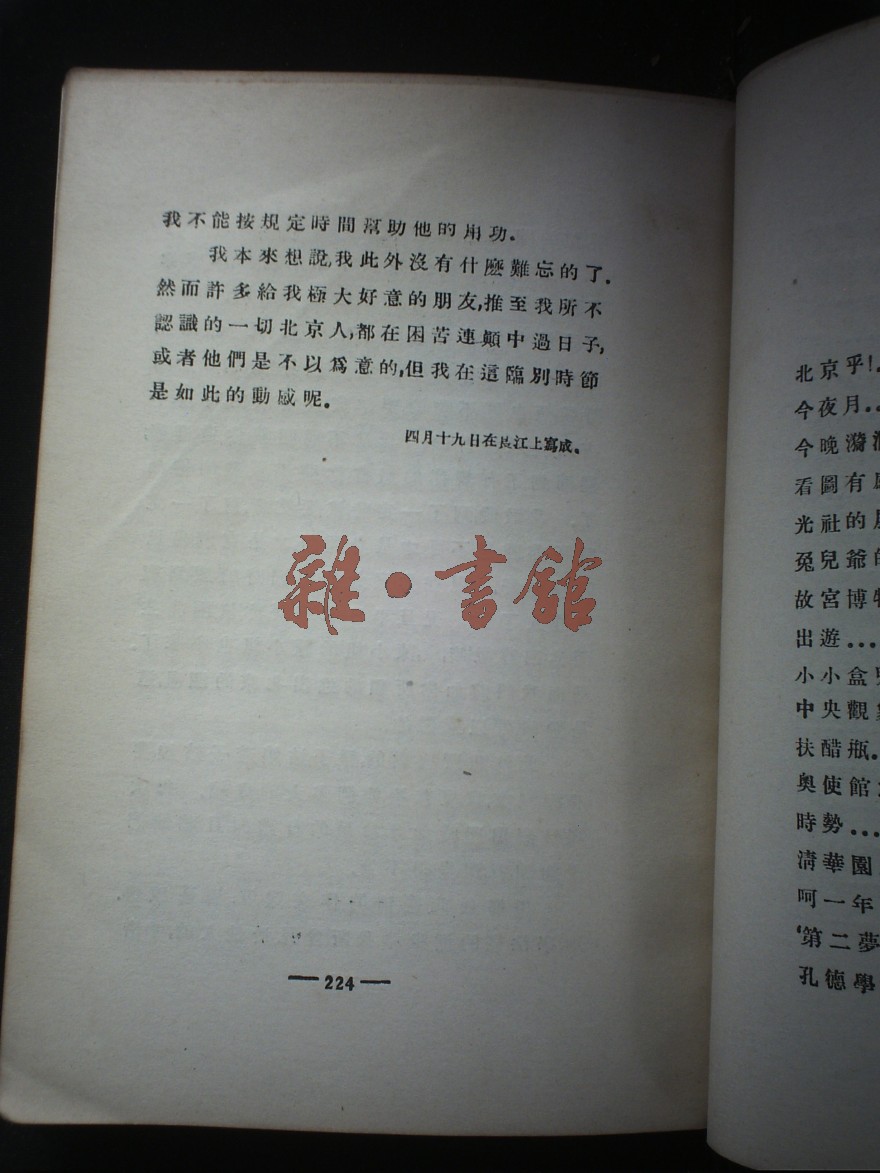 我不能按規定時間幫助他的用功。
我本來想說,我此外沒有什麽難忘的了.
然而許多給我極大好意的朋友,推至我所不
認識的一切北京人,都在困苦連顚中過日子,
或者他們是不以爲意的,但我在這臨別時節
是如此的動感呢。
四月十九日在長江上寫成。
雜·書館
—224—
北京乎!.
今夜月..
今晚漪
看圖有
光社的
兔兒爺
故宮博物
出遊...
小小盒
中央觀
扶醋瓶.
奧使館
時勢...
淸華園
呵一年
‘第二夢
孔德學